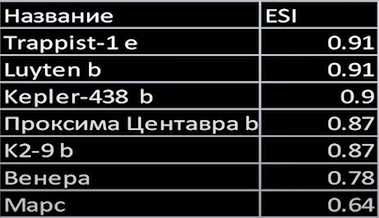 Название ESI
Trappist-1 e 0.91
Luyten b 0.91
Kepler-438 b 0.9
Проксима Центавра b 0.87
K2-9 b 0.87
Венера 0.78
Марс 0.64